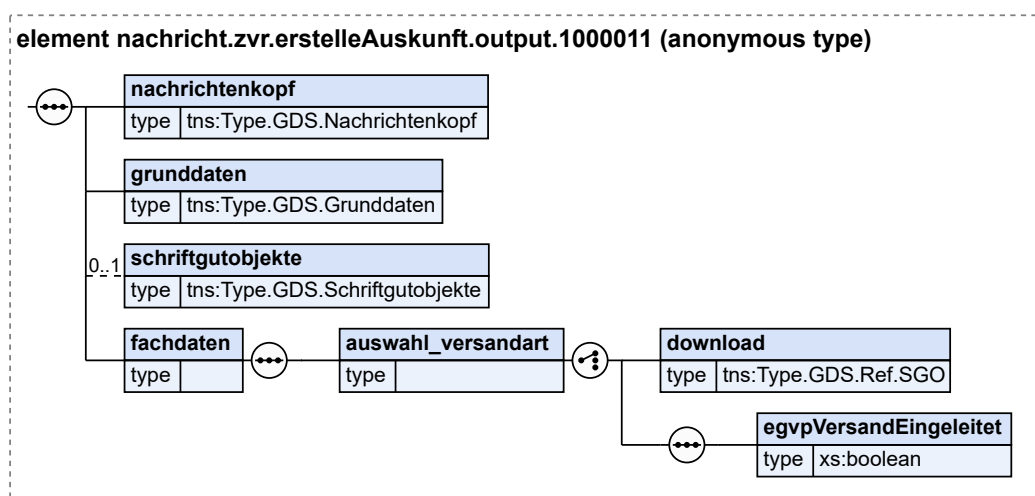 element nachricht.zvr.erstelleAuskunft.output.1000011 (anonymous type)
nachrichtenkopf
type tns:Type.GDS.Nachrichtenkopf
grunddaten
type tns:Type.GDS.Grunddaten
0..1
schriftgutobjekte
type tns:Type.GDS.Schriftgutobjekte
fachdaten
type
auswahl_versandart
type
download
type tns:Type.GDS.Ref.SGO
egvpVersandEingeleitet
type xs:boolean